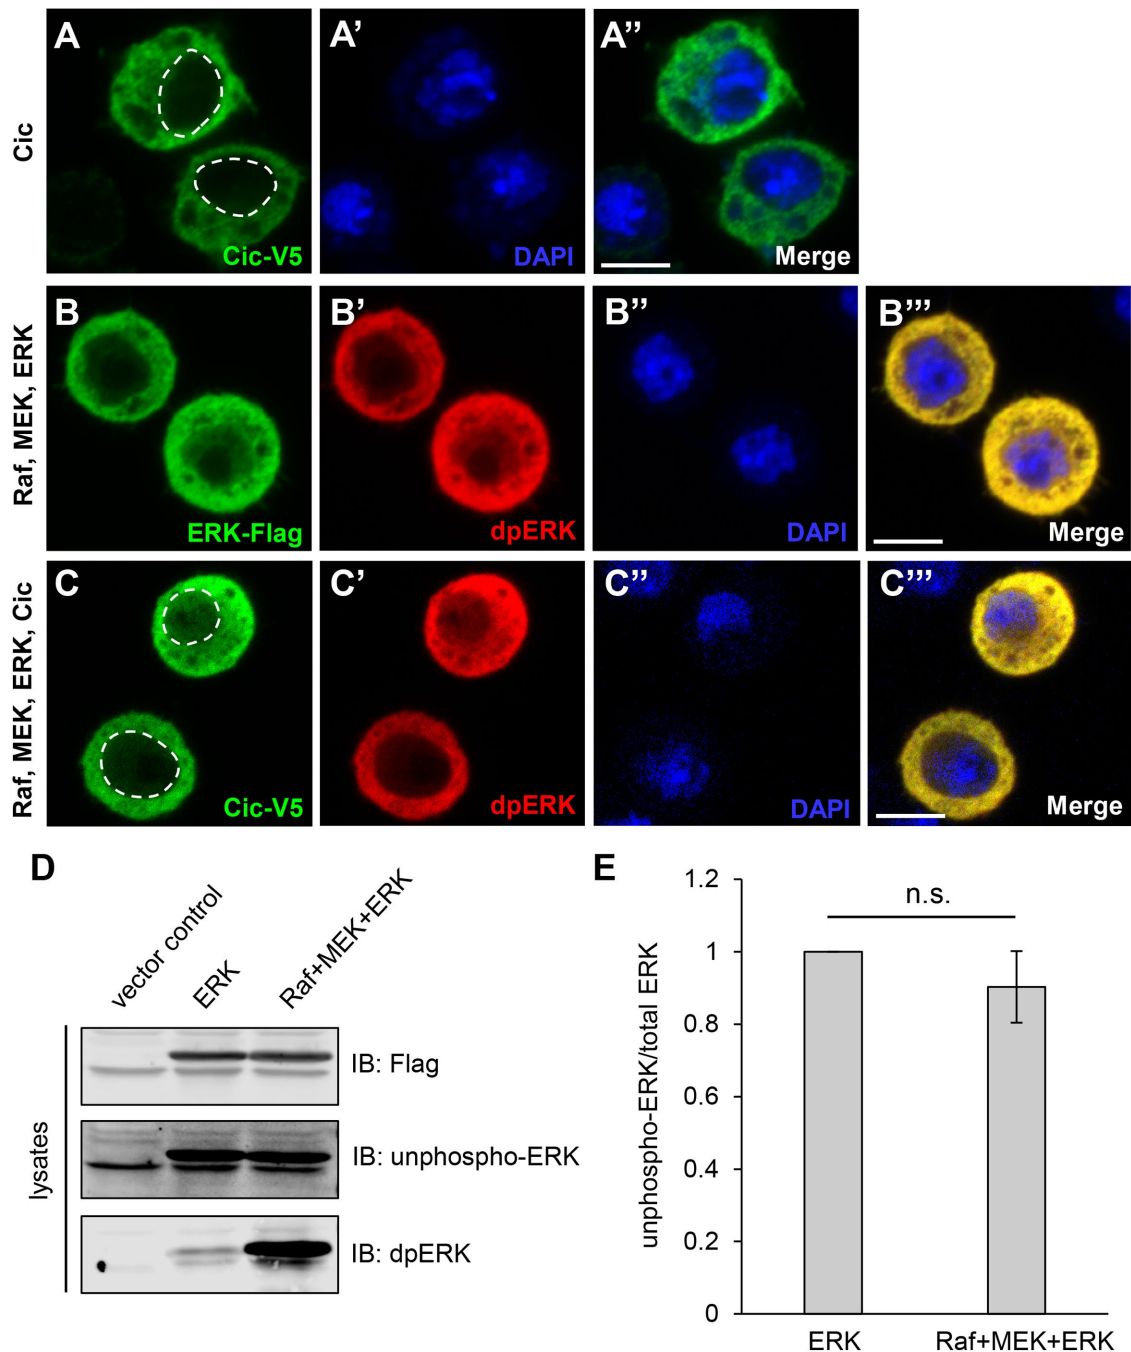 A
A’
A’’
Cic
Cic-V5
DAPI
Merge
B
B’
B’’
B’’’
Raf, MEK, ERK
ERK-Flag
dpERK
DAPI
Merge
C
C’
C’’
C’’’
Raf, MEK, ERK, Cic
Cic-V5
dpERK
DAPI
Merge
D
vector control
ERK
Raf+MEK+ERK
lysates
IB: Flag
IB: unphospho-ERK
IB: dpERK
E
unphospho-ERK/total ERK
1.2
1
0.8
0.6
0.4
0.2
0
n.s.
ERK
Raf+MEK+ERK